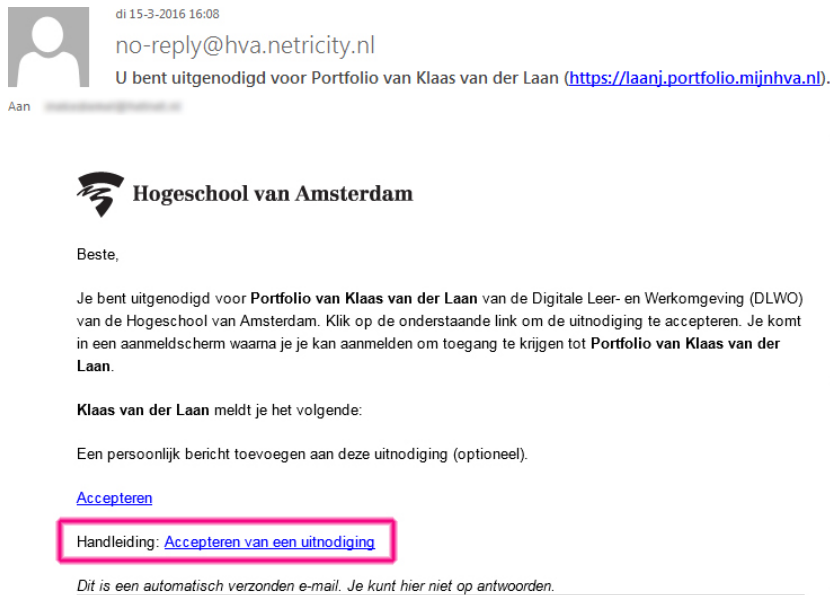 di 15-3-2016 16:08
no-reply@hva.netricity.nl
U bent uitgenodigd voor Portfolio van Klaas van der Laan (https://laanj.portfolio.mijnhva.nl).
Aan
Hogeschool van Amsterdam
Beste,
Je bent uitgenodigd voor Portfolio van Klaas van der Laan van de Digitale Leer- en Werkomgeving (DLWO)
van de Hogeschool van Amsterdam. Klik op de onderstaande link om de uitnodiging te accepteren. Je komt
in een aanmeldscherm waarna je je kan aanmelden om toegang te krijgen tot Portfolio van Klaas van der
Laan.
Klaas van der Laan meldt je het volgende:
Een persoonlijk bericht toevoegen aan deze uitnodiging (optioneel).
Accepteren
Handleiding: Accepteren van een uitnodiging
Dit is een automatisch verzonden e-mail. Je kunt hier niet op antwoorden.